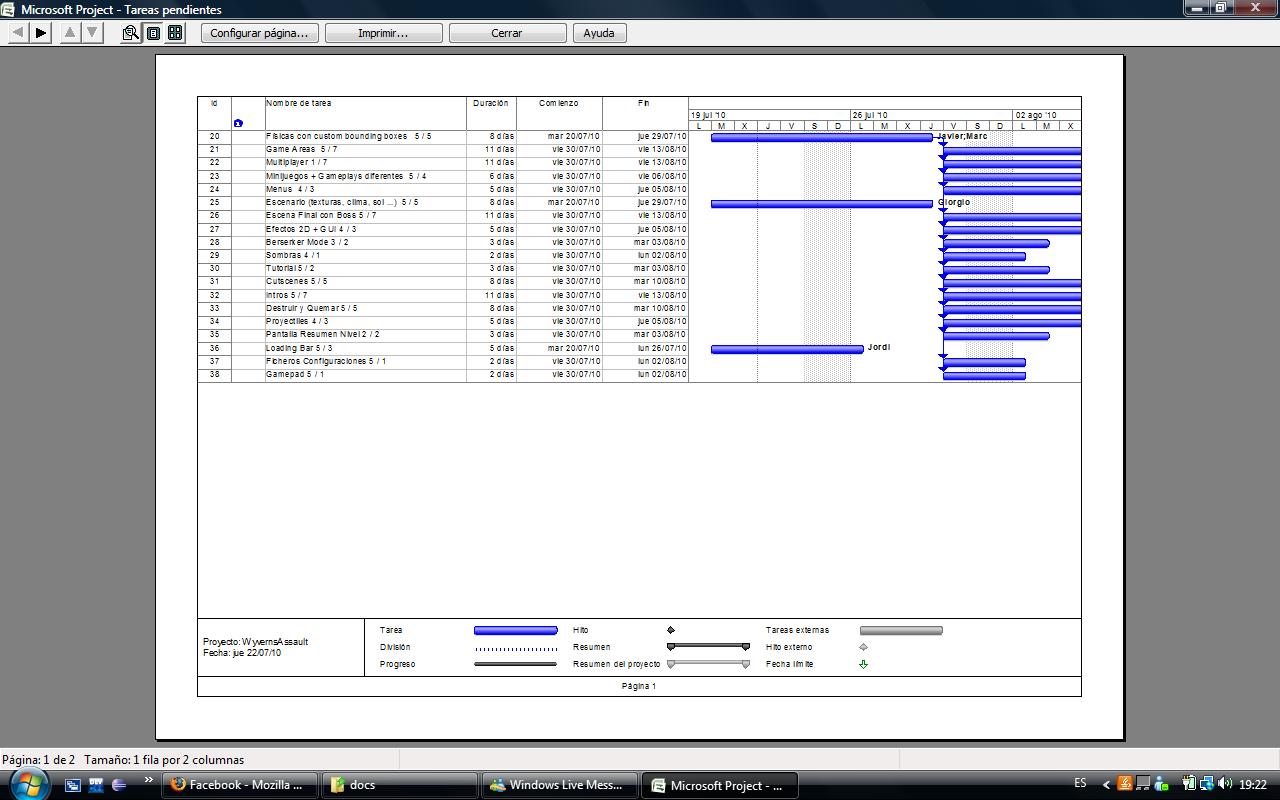 Microsoft Project - Tareas pendientes
Configurar página... Imprimir... Cerrar Ayuda
Id Nombre de tarea Duración Comienzo Fin
19 jul '10 26 jul '10 02 ago '10
L M X J V S D L M X J V S D L M X
20 Físicas con custom bounding boxes 5 / 5 8 días mar 20/07/10 jue 29/07/10 Javier;Marc
21 Game Areas 5 / 7 11 días vie 30/07/10 vie 13/08/10
22 Multiplayer 1 / 7 11 días vie 30/07/10 vie 13/08/10
23 Minijuegos + Gameplays diferentes 5 / 4 6 días vie 30/07/10 vie 06/08/10
24 Menus 4 / 3 5 días vie 30/07/10 jue 05/08/10
25 Escenario (texturas, clima, sol ...) 5 / 5 8 días mar 20/07/10 jue 29/07/10 Giorgio
26 Escena Final con Boss 5 / 7 11 días vie 30/07/10 vie 13/08/10
27 Efectos 2D + GUI 4 / 3 5 días vie 30/07/10 jue 05/08/10
28 Berserker Mode 3 / 2 3 días vie 30/07/10 mar 03/08/10
29 Sombras 4 / 1 2 días vie 30/07/10 lun 02/08/10
30 Tutorial 5 / 2 3 días vie 30/07/10 mar 03/08/10
31 Cutscenes 5 / 5 8 días vie 30/07/10 mar 10/08/10
32 Intros 5 / 7 11 días vie 30/07/10 vie 13/08/10
33 Destruir y Quemar 5 / 5 8 días vie 30/07/10 mar 10/08/10
34 Proyectiles 4 / 3 5 días vie 30/07/10 jue 05/08/10
35 Pantalla Resumen Nivel 2 / 2 3 días vie 30/07/10 mar 03/08/10
36 Loading Bar 5 / 3 5 días mar 20/07/10 lun 26/07/10 Jordi
37 Ficheros Configuraciones 5 / 1 2 días vie 30/07/10 lun 02/08/10
38 Gamepad 5 / 1 2 días vie 30/07/10 lun 02/08/10
Proyecto: WyvernsAssault
Fecha: jue 22/07/10
Tarea Hito Tareas externas
División Resumen Hito externo
Progreso Resumen del proyecto Fecha límite
Página 1
Página: 1 de 2 Tamaño: 1 fila por 2 columnas
Facebook - Mozilla ... docs Windows Live Mess... Microsoft Project - ... ES 19:22